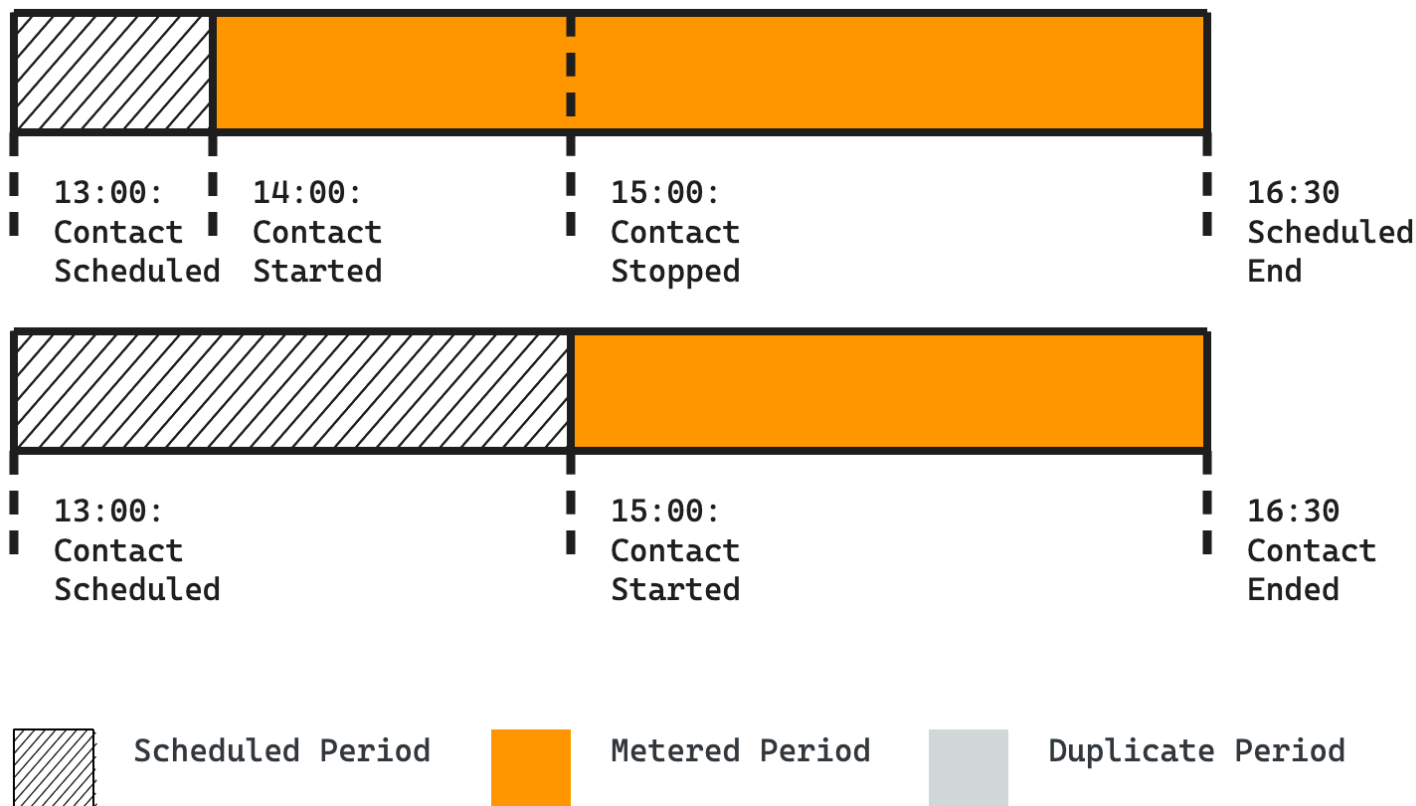 13:00:
Contact
Scheduled
14:00:
Contact
Started
15:00:
Contact
Stopped
16:30
Scheduled
End
13:00:
Contact
Scheduled
15:00:
Contact
Started
16:30
Contact
Ended
Scheduled Period
Metered Period
Duplicate Period